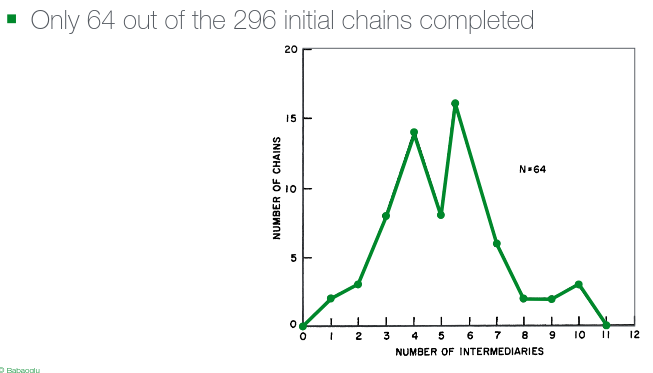 Only 64 out of the 296 initial chains completed
20
15
10
5
0
NUMBER OF CHAINS
N=64
0 1 2 3 4 5 6 7 8 9 10 11 12
NUMBER OF INTERMEDIARIES
© Babaoglu